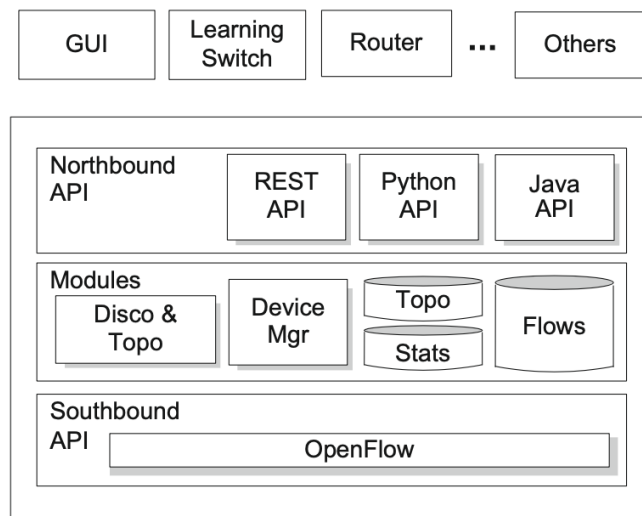 GUI
Learning
Switch
Router
...
Others
Northbound
API
REST
API
Python
API
Java
API
Modules
Disco &
Topo
Device
Mgr
Topo
Stats
Flows
Southbound
API
OpenFlow